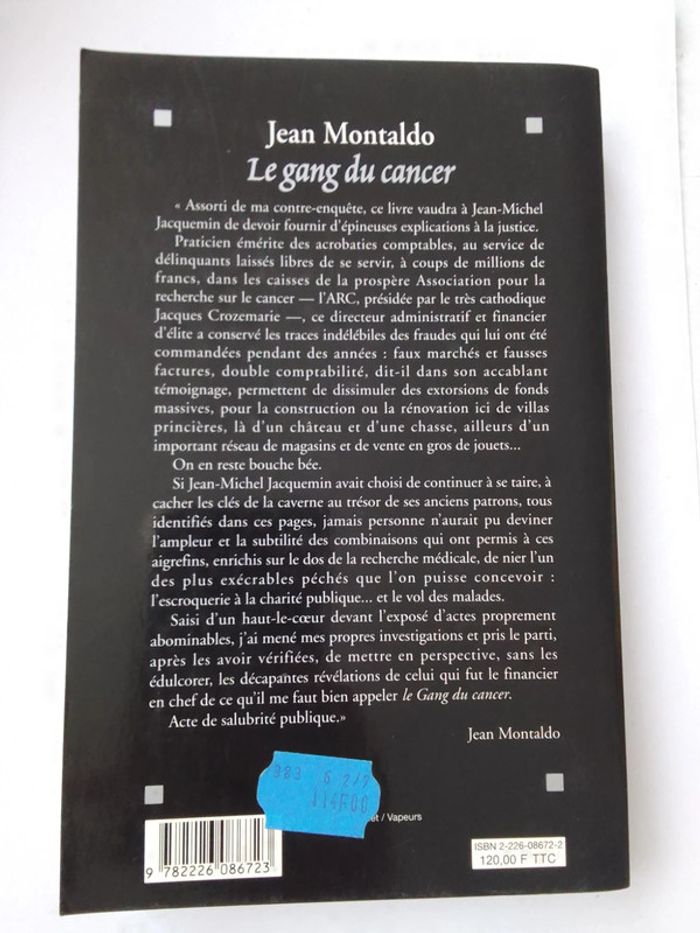 Jean Montaldo
Le gang du cancer
« Assorti de ma contre-enquête, ce livre vaudra à Jean-Michel
Jacquemin de devoir fournir d'épineuses explications à la justice.
Praticien émérite des acrobaties comptables, au service de
délinquants laissés libres de se servir, à coups de millions de
francs, dans les caisses de la prospère Association pour la
recherche sur le cancer — l'ARC, présidée par le très cathodique
Jacques Crozemarie —, ce directeur administratif et financier
d'élite a conservé les traces indélébiles des fraudes qui lui ont été
commandées pendant des années : faux marchés et fausses
factures, double comptabilité, dit-il dans son accablant
témoignage, permettent de dissimuler des extorsions de fonds
massives, pour la construction ou la rénovation ici de villas
princières, là d'un château et d'une chasse, ailleurs d'un
important réseau de magasins et de vente en gros de jouets...
On en reste bouche bée.
Si Jean-Michel Jacquemin avait choisi de continuer à se taire, à
cacher les clés de la caverne au trésor de ses anciens patrons, tous
identifiés dans ces pages, jamais personne n'aurait pu deviner
l'ampleur et la subtilité des combinaisons qui ont permis à ces
aigrefins, enrichis sur le dos de la recherche médicale, de nier l'un
des plus exécrables péchés que l'on puisse concevoir :
l'escroquerie à la charité publique... et le vol des malades.
Saisi d'un haut-le-cœur devant l'exposé d'actes proprement
abominables, j'ai mené mes propres investigations et pris le parti,
après les avoir vérifiées, de mettre en perspective, sans les
édulcorer, les décapantes révélations de celui qui fut le financier
en chef de ce qu'il me faut bien appeler le Gang du cancer.
Acte de salubrité publique.»
Jean Montaldo
383 6 2/7
114F00
et / Vapeurs
9 782226 086723
ISBN 2-226-08672-2
120,00 F TTC